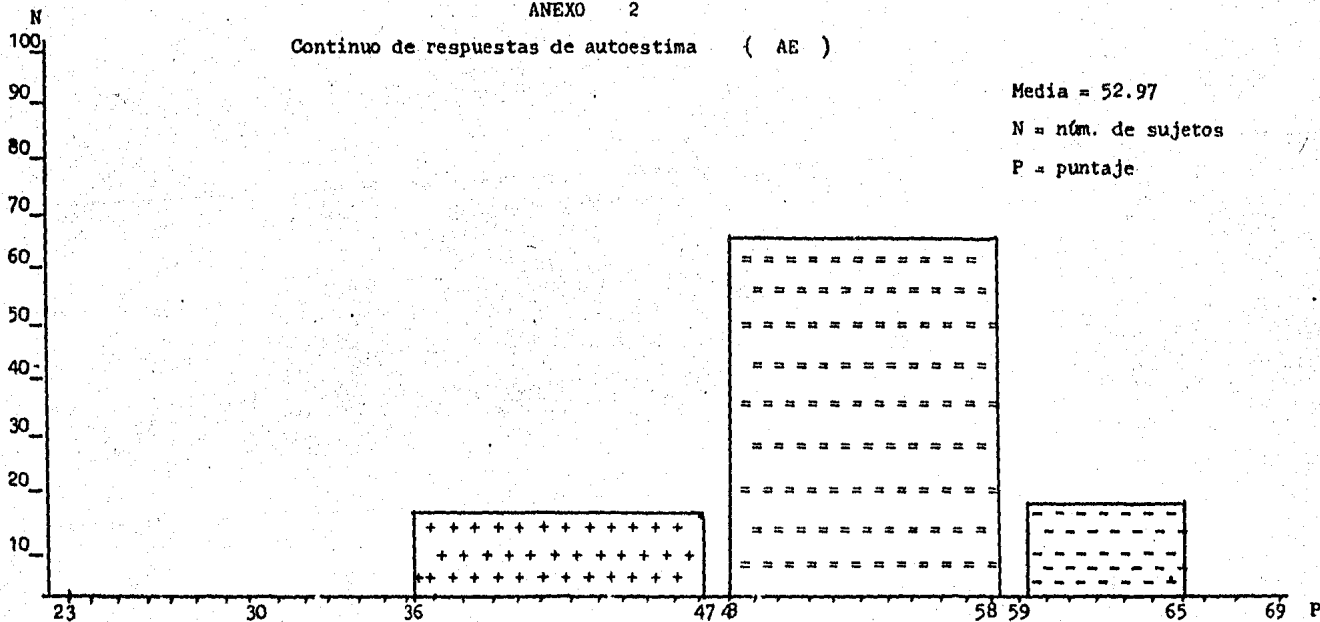 ANEXO 2
N
Continuo de respuestas de autoestima ( AE )
Media = 52.97
N = núm. de sujetos
P = puntaje
100
90
80
70
60
50
40
30
20
10
= = = = = = = = = = =
= = = = = = = = = = =
= = = = = = = = = = = =
= = = = = = = = = = =
= = = = = = = = = = = =
= = = = = = = = = = =
= = = = = = = = = = = =
= = = = = = = = = = =
= = = = = = = = = = = =
+ + + + + + + + + + + +
+ + + + + + + + + + + +
+ + + + + + + + + + + + +
- - - - - - -
- - - - - -
- - - - - - -
- - - - - -
- - - - - - -
23 30 36 47 48 58 59 65 69 P